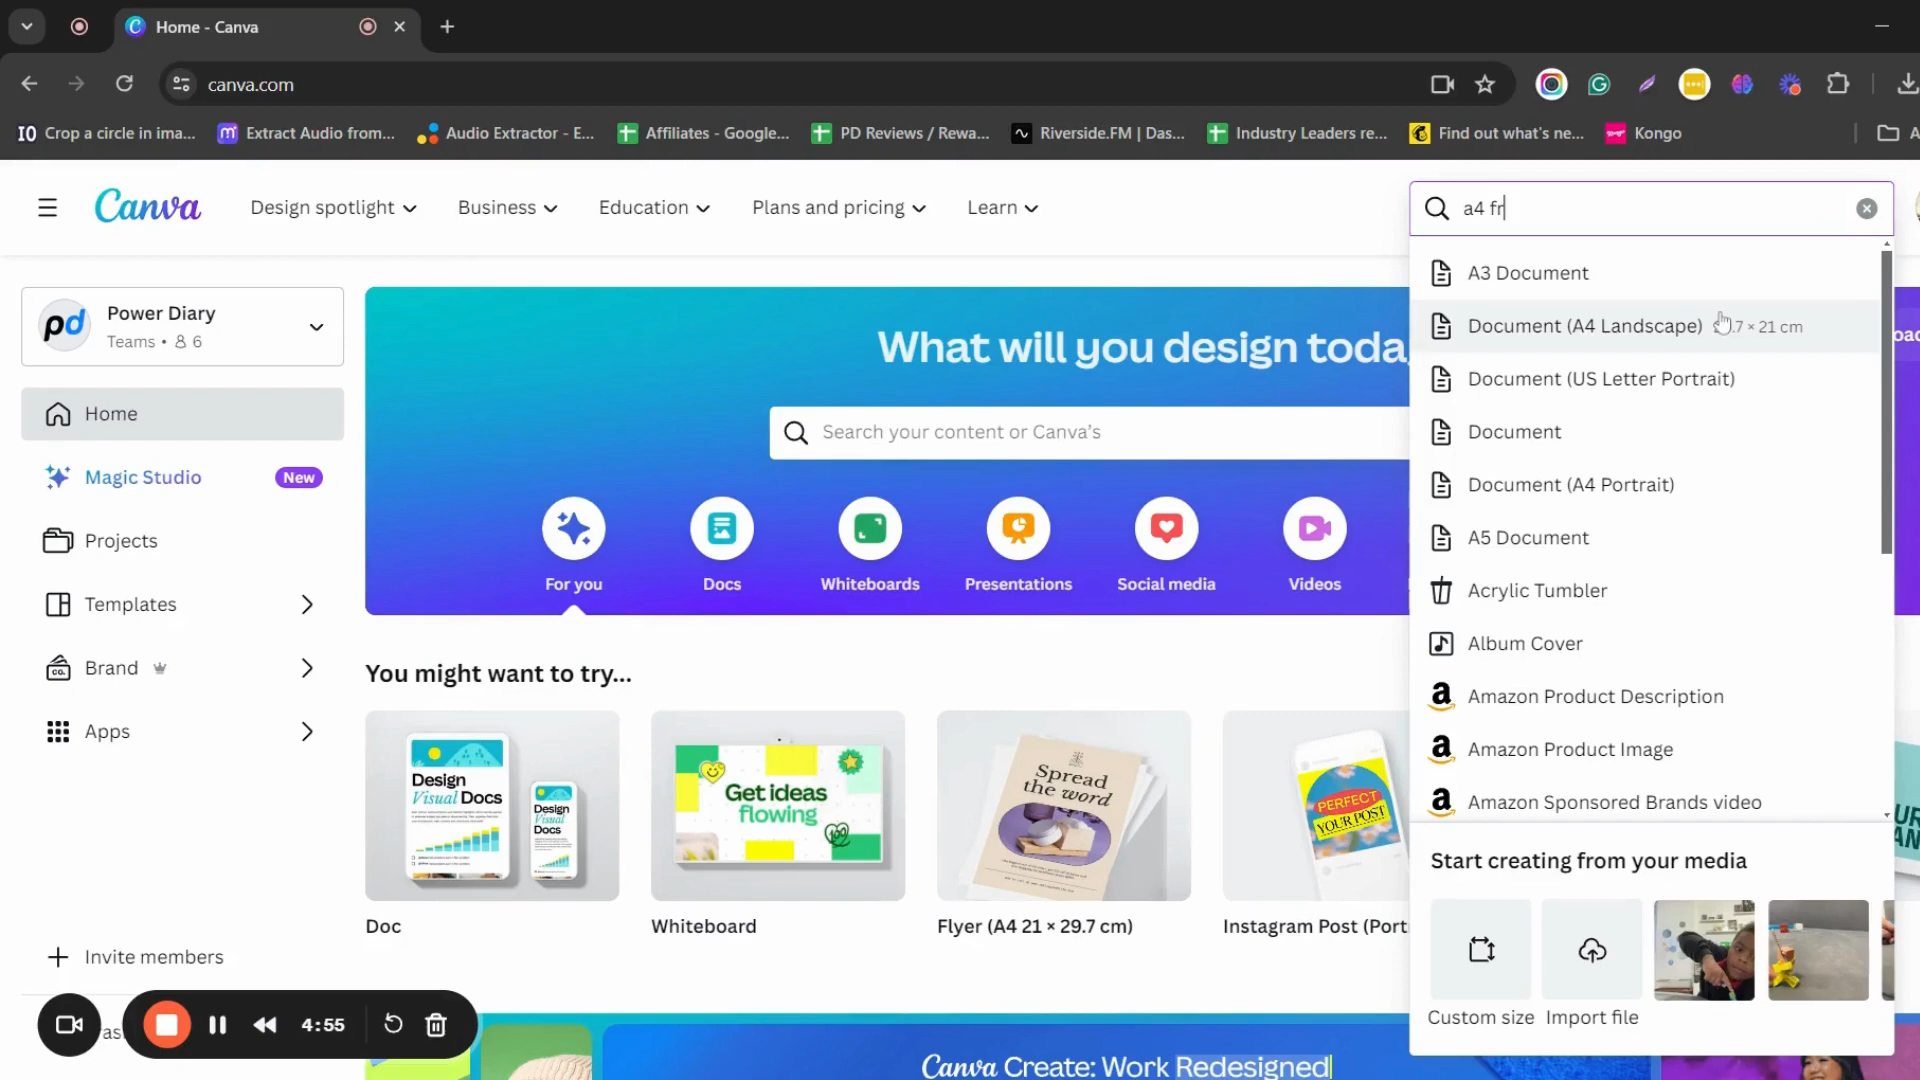 Home - Canva
canva.com
Crop a circle in ima...
Extract Audio from...
Audio Extractor - E...
Affiliates - Google...
PD Reviews / Rewa...
Riverside.FM | Das...
Industry Leaders re...
Find out what's ne...
Kongo
Canva
Design spotlight
Business
Education
Plans and pricing
Learn
a4 fr
pd
Power Diary
Teams • 6
Home
Magic Studio
New
Projects
Templates
Brand
Apps
Invite members
4:55
What will you design toda
Search your content or Canva's
For you
Docs
Whiteboards
Presentations
Social media
Videos
You might want to try...
Design
Visual Docs
Design
Visual Docs
Doc
Get ideas
flowing
Whiteboard
Spread
the word
Flyer (A4 21 × 29.7 cm)
PERFECT
YOUR POST
Instagram Post (Port
Canva Create: Work Redesigned
A3 Document
Document (A4 Landscape) .7 × 21 cm
Document (US Letter Portrait)
Document
Document (A4 Portrait)
A5 Document
Acrylic Tumbler
Album Cover
Amazon Product Description
Amazon Product Image
Amazon Sponsored Brands video
Start creating from your media
Custom size
Import file